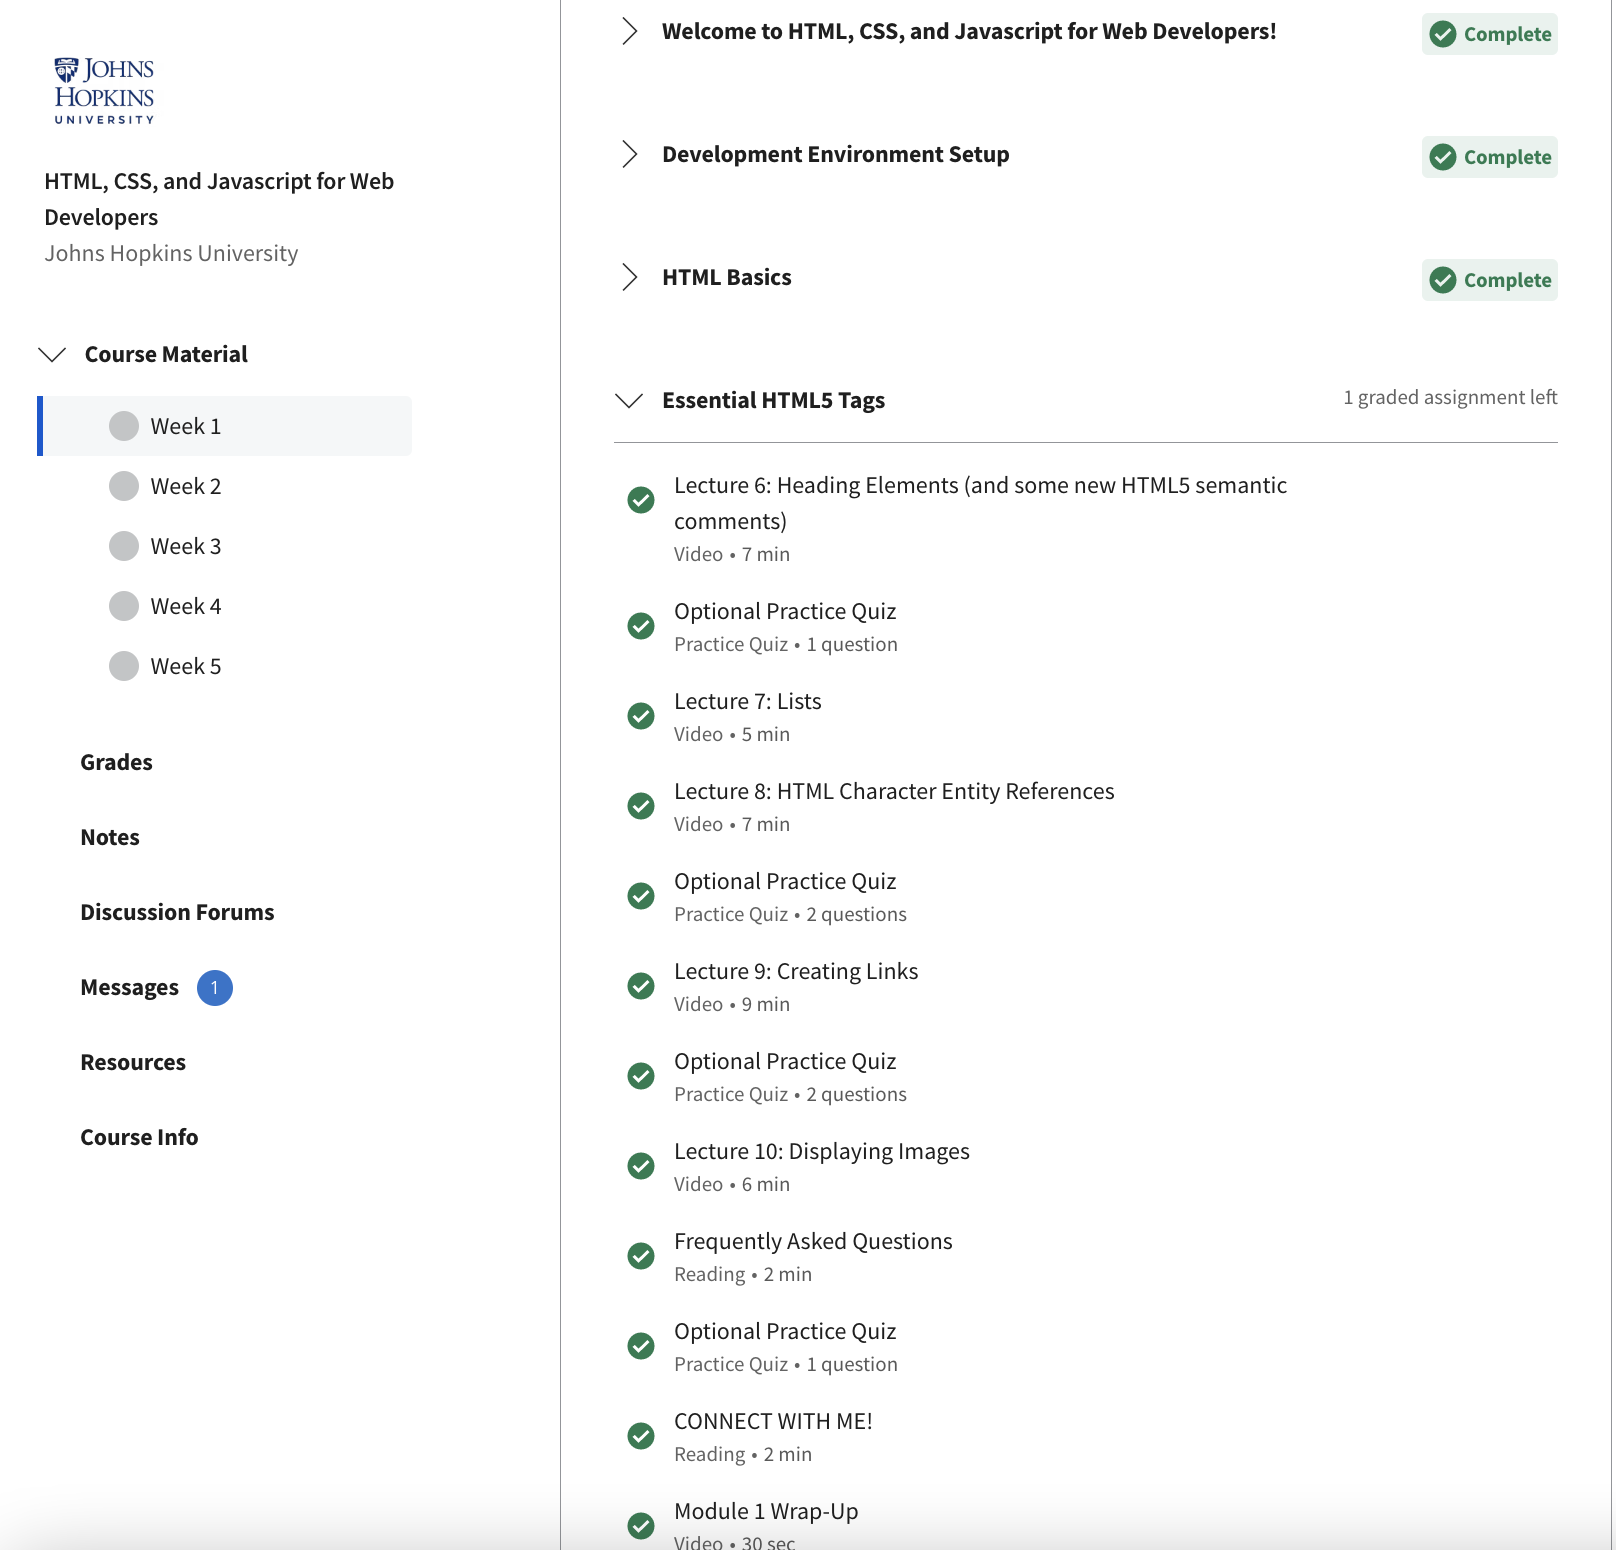 JOHNS
HOPKINS
UNIVERSITY
HTML, CSS, and Javascript for Web
Developers
Johns Hopkins University
Course Material
Week 1
Week 2
Week 3
Week 4
Week 5
Grades
Notes
Discussion Forums
Messages 1
Resources
Course Info
Welcome to HTML, CSS, and Javascript for Web Developers! Complete
Development Environment Setup Complete
HTML Basics Complete
Essential HTML5 Tags 1 graded assignment left
Lecture 6: Heading Elements (and some new HTML5 semantic
comments)
Video • 7 min
Optional Practice Quiz
Practice Quiz • 1 question
Lecture 7: Lists
Video • 5 min
Lecture 8: HTML Character Entity References
Video • 7 min
Optional Practice Quiz
Practice Quiz • 2 questions
Lecture 9: Creating Links
Video • 9 min
Optional Practice Quiz
Practice Quiz • 2 questions
Lecture 10: Displaying Images
Video • 6 min
Frequently Asked Questions
Reading • 2 min
Optional Practice Quiz
Practice Quiz • 1 question
CONNECT WITH ME!
Reading • 2 min
Module 1 Wrap-Up
Video • 30 sec